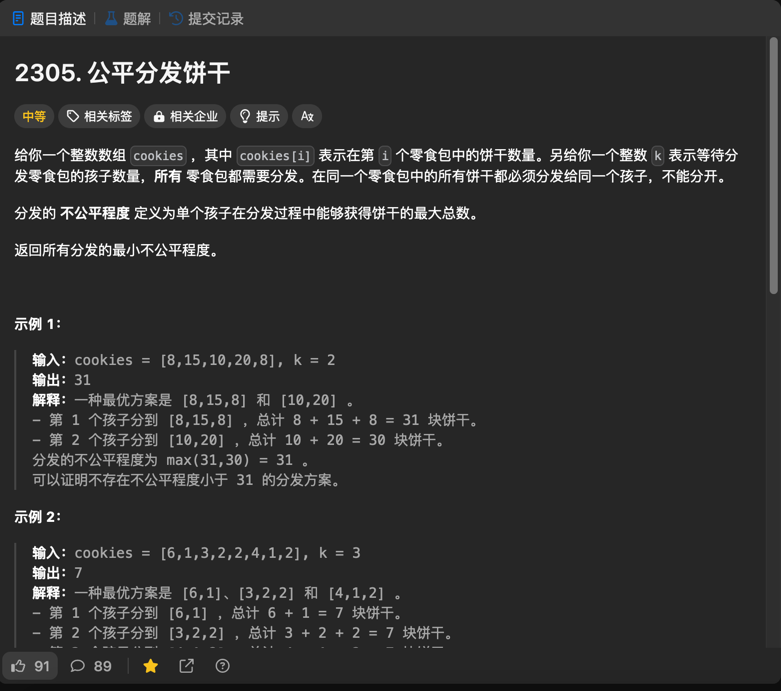 题目描述 题解 提交记录
2305. 公平分发饼干
中等 相关标签 相关企业 提示
给你一个整数数组 cookies ，其中 cookies[i] 表示在第 i 个零食包中的饼干数量。另给你一个整数 k 表示等待分
发零食包的孩子数量，所有 零食包都需要分发。在同一个零食包中的所有饼干都必须分发给同一个孩子，不能分开。
分发的 不公平程度 定义为单个孩子在分发过程中能够获得饼干的最大总数。
返回所有分发的最小不公平程度。
示例 1：
输入：cookies = [8,15,10,20,8], k = 2
输出：31
解释：一种最优方案是 [8,15,8] 和 [10,20] 。
- 第 1 个孩子分到 [8,15,8] ，总计 8 + 15 + 8 = 31 块饼干。
- 第 2 个孩子分到 [10,20] ，总计 10 + 20 = 30 块饼干。
分发的不公平程度为 max(31,30) = 31 。
可以证明不存在不公平程度小于 31 的分发方案。
示例 2：
输入：cookies = [6,1,3,2,2,4,1,2], k = 3
输出：7
解释：一种最优方案是 [6,1]、[3,2,2] 和 [4,1,2] 。
- 第 1 个孩子分到 [6,1] ，总计 6 + 1 = 7 块饼干。
- 第 2 个孩子分到 [3,2,2] ，总计 3 + 2 + 2 = 7 块饼干。
91 89